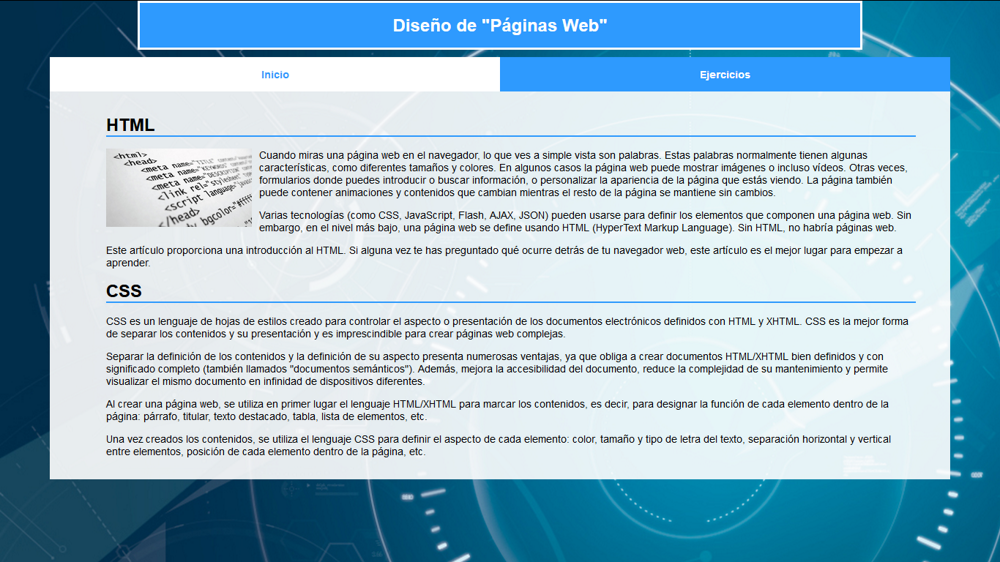 Diseño de "Páginas Web"
Inicio
Ejercicios
HTML
<html>
<head>
<meta name="TITLE"
<meta name="KEYWORD"
<meta name="DESCRIPTION"
<link rel="stylesheet"
<script language="java
</head>
bgcolor="#ffff
Cuando miras una página web en el navegador, lo que ves a simple vista son palabras. Estas palabras normalmente tienen algunas
características, como diferentes tamaños y colores. En algunos casos la página web puede mostrar imágenes o incluso vídeos. Otras veces,
formularios donde puedes introducir o buscar información, o personalizar la apariencia de la página que estás viendo. La página también
puede contener animaciones y contenidos que cambian mientras el resto de la página se mantiene sin cambios.
Varias tecnologías (como CSS, JavaScript, Flash, AJAX, JSON) pueden usarse para definir los elementos que componen una página web. Sin
embargo, en el nivel más bajo, una página web se define usando HTML (HyperText Markup Language). Sin HTML, no habría páginas web.
Este artículo proporciona una introducción al HTML. Si alguna vez te has preguntado qué ocurre detrás de tu navegador web, este artículo es el mejor lugar para empezar a
aprender.
CSS
CSS es un lenguaje de hojas de estilos creado para controlar el aspecto o presentación de los documentos electrónicos definidos con HTML y XHTML. CSS es la mejor forma
de separar los contenidos y su presentación y es imprescindible para crear páginas web complejas.
Separar la definición de los contenidos y la definición de su aspecto presenta numerosas ventajas, ya que obliga a crear documentos HTML/XHTML bien definidos y con
significado completo (también llamados "documentos semánticos"). Además, mejora la accesibilidad del documento, reduce la complejidad de su mantenimiento y permite
visualizar el mismo documento en infinidad de dispositivos diferentes.
Al crear una página web, se utiliza en primer lugar el lenguaje HTML/XHTML para marcar los contenidos, es decir, para designar la función de cada elemento dentro de la
página: párrafo, titular, texto destacado, tabla, lista de elementos, etc.
Una vez creados los contenidos, se utiliza el lenguaje CSS para definir el aspecto de cada elemento: color, tamaño y tipo de letra del texto, separación horizontal y vertical
entre elementos, posición de cada elemento dentro de la página, etc.